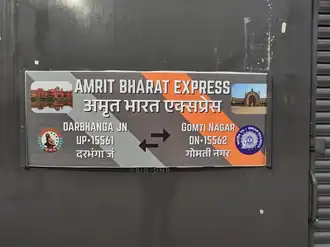 AMRIT BHARAT EXPRESS
अमृत भारत एक्सप्रेस
DARBHANGA JN
UP-15561
दरभंगा जं
GOMTI NAGAR
DN-15562
गोमती नगर